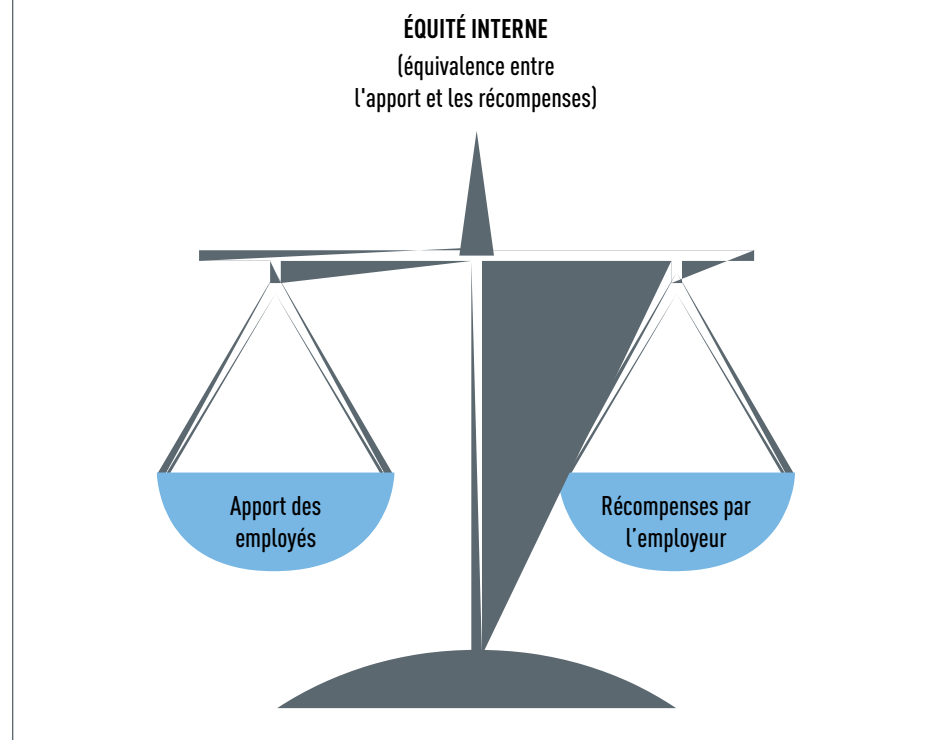 ÉQUITÉ INTERNE
(équivalence entre
l'apport et les récompenses)
Apport des
employés
Récompenses par
l’employeur